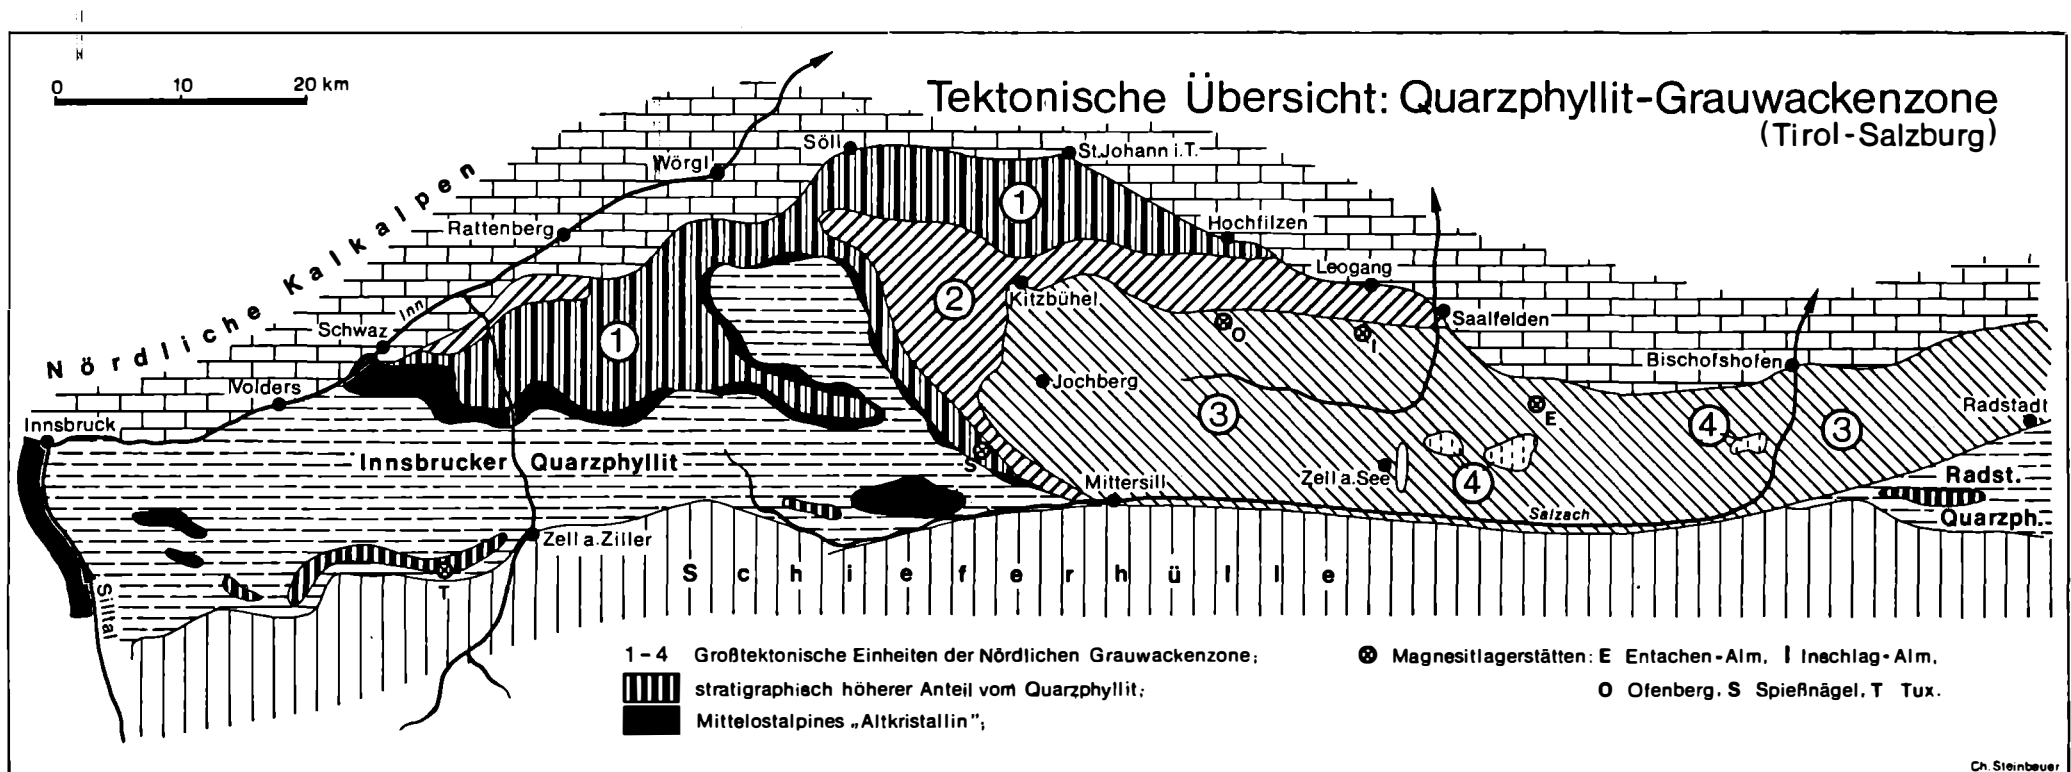 0 10 20 km
Tektonische Übersicht: Quarzphyllit-Grauwackenzone
(Tirol-Salzburg)
Nördliche Kalkalpen
Söll
St.Johann i.T.
Wörgl
1
Rattenberg
Hochfilzen
Leogang
Inn
2
Kitzbühel
Schwaz
1
O
I
Saalfelden
Volders
Jochberg
Bischofshofen
Innsbruck
3
E
4
3
Radstadt
Innsbrucker Quarzphyllit
S
Mittersill
Zell a.See
4
Radst.
Salzach
Quarzph.
Zell a.Ziller
Schieferhülle
T
Silltal
1-4 Großtektonische Einheiten der Nördlichen Grauwackenzone;
stratigraphisch höherer Anteil vom Quarzphyllit;
Mittelostalpines „Altkristallin";
Magnesitlagerstätten: E Entachen-Alm, I Inschlag-Alm,
O Ofenberg, S Spießnägel, T Tux.
Ch. Steinbauer